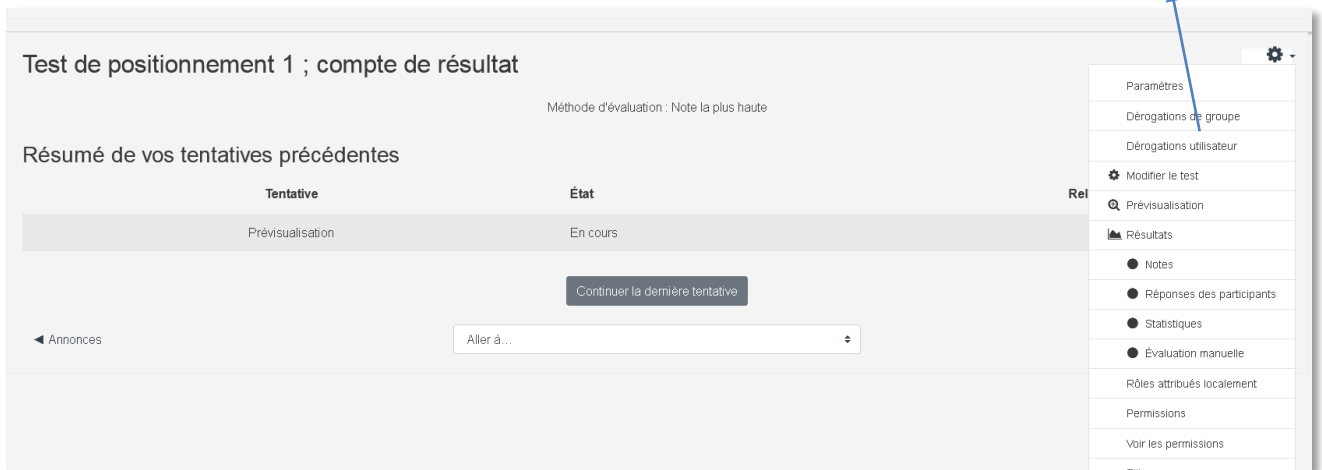 Test de positionnement 1 ; compte de résultat
Méthode d'évaluation : Note la plus haute
Résumé de vos tentatives précédentes
Tentative État Rel
Prévisualisation En cours
Continuer la dernière tentative
◄ Annonces Aller à...
Paramètres
Dérogations de groupe
Dérogations utilisateur
Modifier le test
Prévisualisation
Résultats
Notes
Réponses des participants
Statistiques
Évaluation manuelle
Rôles attribués localement
Permissions
Voir les permissions